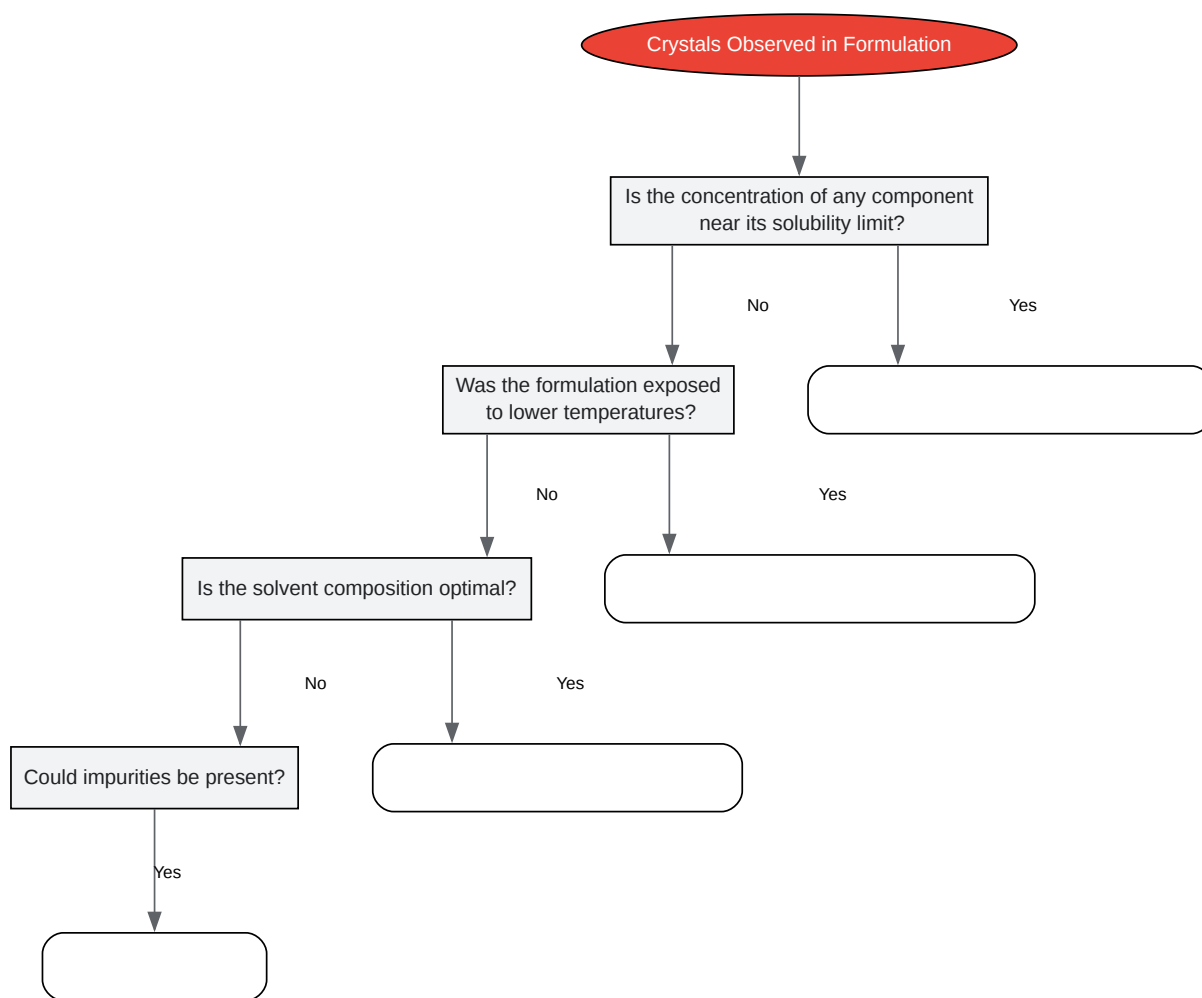 Crystals Observed in Formulation
Is the concentration of any component
near its solubility limit?
No
Yes
Was the formulation exposed
to lower temperatures?
No
Yes
Is the solvent composition optimal?
No
Yes
Could impurities be present?
Yes